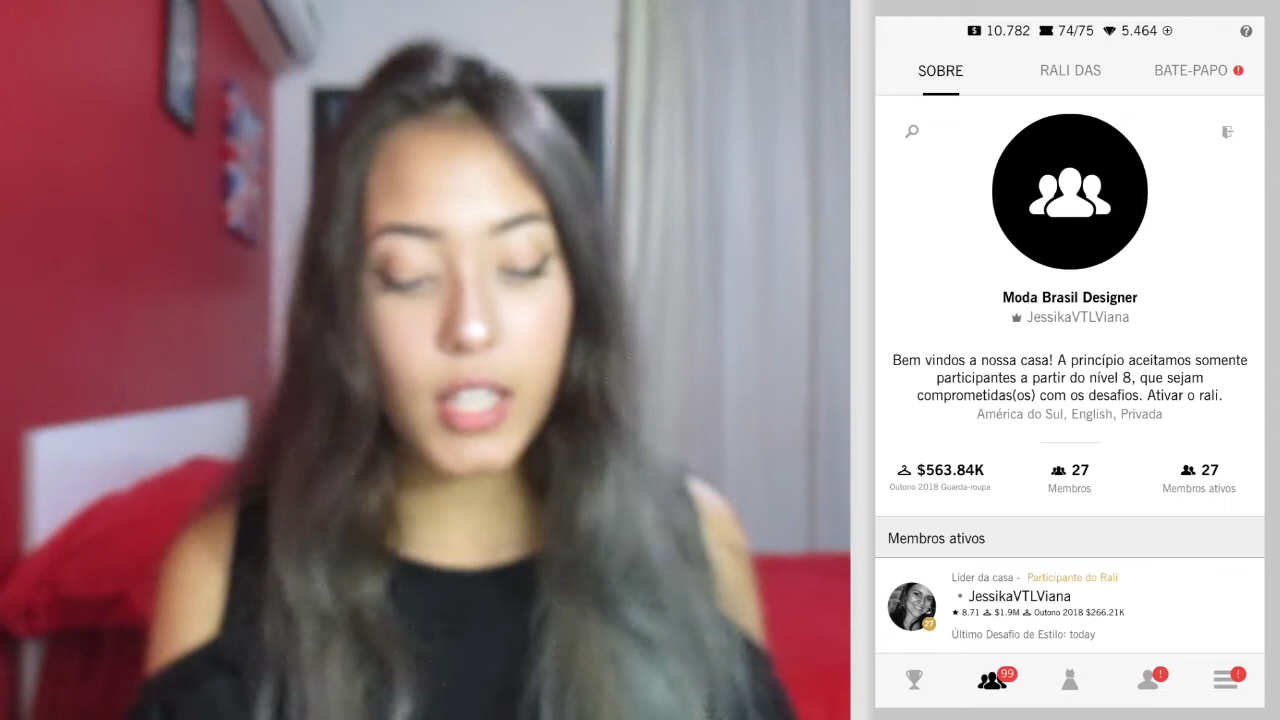 10.782 74/75 5.464
SOBRE RALI DAS BATE-PAPO !
Moda Brasil Designer
JessikaVTLViana
Bem vindos a nossa casa! A princípio aceitamos somente
participantes a partir do nível 8, que sejam
comprometidas(os) com os desafios. Ativar o rali.
América do Sul, English, Privada
$563.84K 27 27
Outono 2018 Guarda-roupa Membros Membros ativos
Membros ativos
Líder da casa - Participante do Rali
• JessikaVTLViana
★ 8.71 $1.9M Outono 2018 $266.21K
27
Último Desafio de Estilo: today
99 ! !